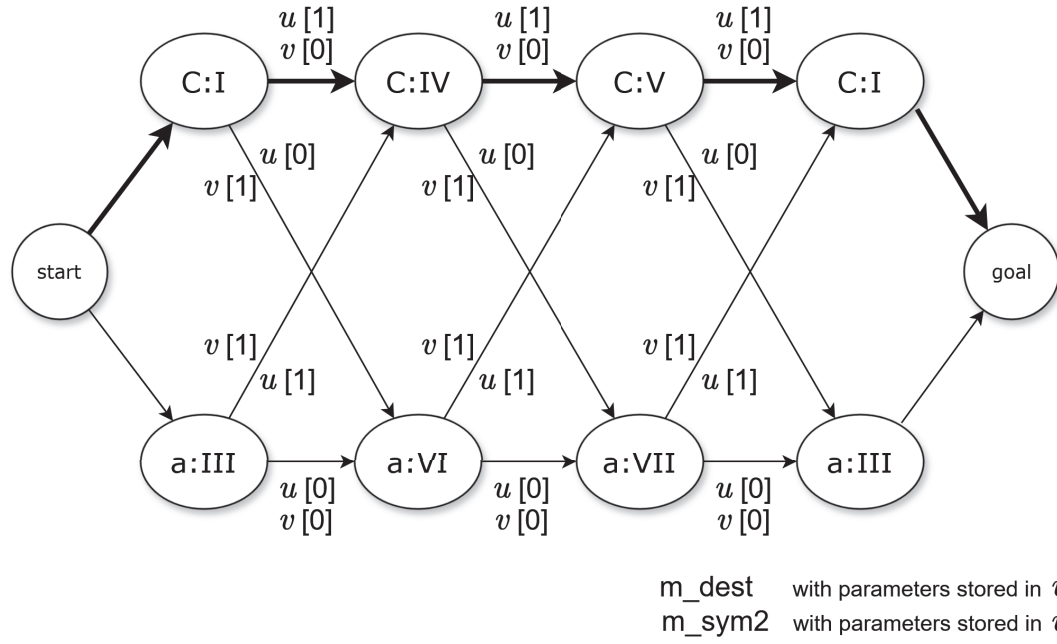 u [1] u [1] u [1]
v [0] v [0] v [0]
C:I C:IV C:V C:I
u [0] u [0] u [0]
v [1] v [1] v [1]
start goal
v [1] v [1] v [1]
u [1] u [1] u [1]
a:III a:VI a:VII a:III
u [0] u [0] u [0]
v [0] v [0] v [0]
m_dest with parameters stored in
m_sym2 with parameters stored in